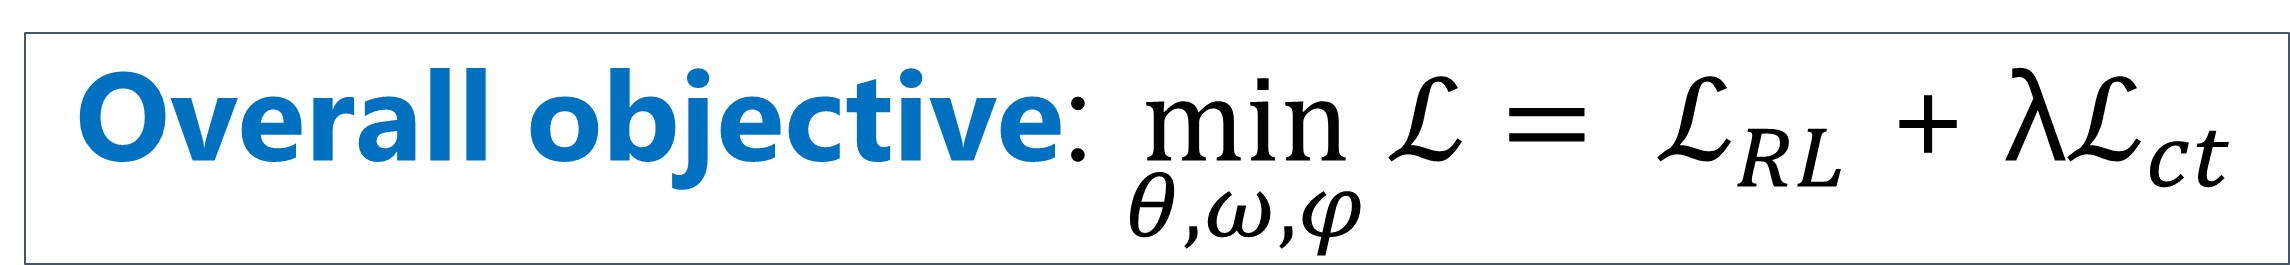 Overall objective: min ℒ = ℒ_RL + λℒ_ct
θ,ω,φ